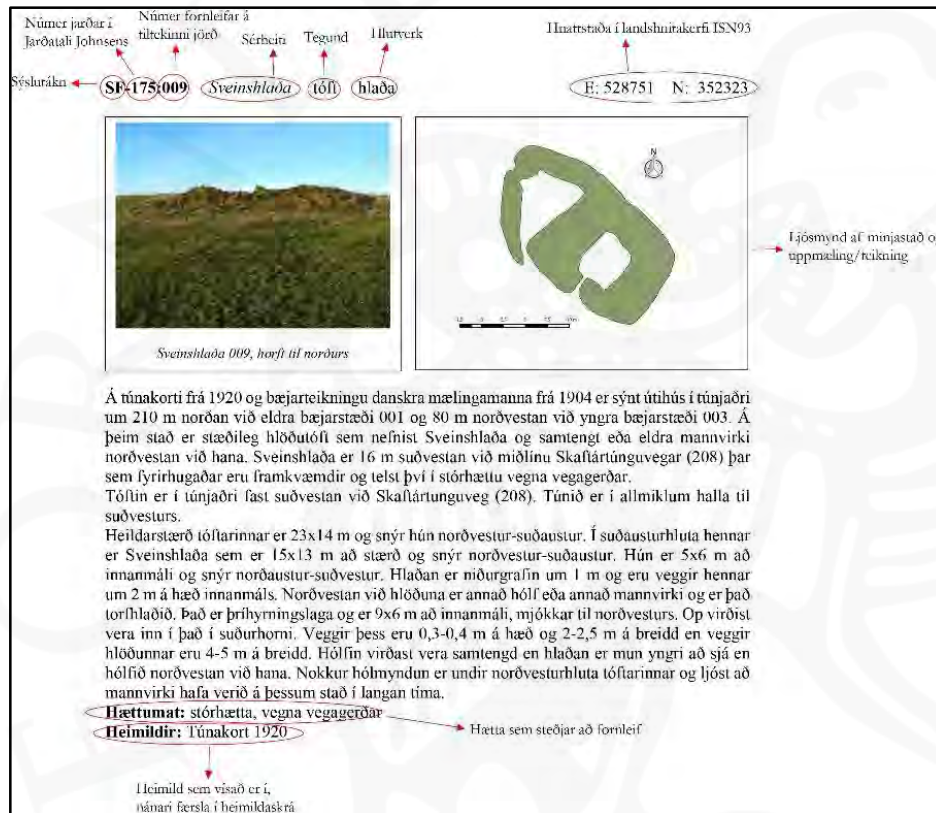 Númer jarðar í
Jarðatali Johnsens
Númer fornleifar á
tiltekinni jörð
Sérheiti
Tegund
Hlutverk
Hnattstaða í landshnitakerfi ISN93
Sýslutákn
SF-175:009 Sveinshlaða tóft hlaða E: 528751 N: 352323
N
Ljósmynd af minjastað o
uppmæling/teikning
Sveinshlaða 009, horft til norðurs
Á túnakorti frá 1920 og bæjarteikningu danskra mælingamanna frá 1904 er sýnt útihús í túnjaðri
um 210 m norðan við eldra bæjarstæði 001 og 80 m norðvestan við yngra bæjarstæði 003. Á
þeim stað er stæðileg hlöðutóft sem nefnist Sveinshlaða og samtengt eða eldra mannvirki
norðvestan við hana. Sveinshlaða er 16 m suðvestan við miðlínu Skaftártúnguvegar (208) þar
sem fyrirhugaðar eru framkvæmdir og telst því í stórhættu vegna vegagerðar.
Tóftin er í túnjaðri fast suðvestan við Skaftártunguveg (208). Túnið er í allmiklum halla til
suðvesturs.
Heildarstærð tóftarinnar er 23x14 m og snýr hún norðvestur-suðaustur. Í suðausturhluta hennar
er Sveinshlaða sem er 15x13 m að stærð og snýr norðvestur-suðaustur. Hún er 5x6 m að
innanmáli og snýr norðaustur-suðvestur. Hlaðan er niðurgrafin um 1 m og eru veggir hennar
um 2 m á hæð innanmáls. Norðvestan við hlöðuna er annað hólf eða annað mannvirki og er það
torfhlaðið. Það er þríhyrningslaga og er 9x6 m að innanmáli, mjókkar til norðvesturs. Op virðist
vera inn í það í suðurhorni. Veggir þess eru 0,3-0,4 m á hæð og 2-2,5 m á breidd en veggir
hlöðunnar eru 4-5 m á breidd. Hólfin virðast vera samtengd en hlaðan er mun yngri að sjá en
hólfið norðvestan við hana. Nokkur hólmyndun er undir norðvesturhluta tóftarinnar og ljóst að
mannvirki hafa verið á þessum stað í langan tíma.
Hættumat: stórhætta, vegna vegagerðar
Heimildir: Túnakort 1920
Hætta sem steðjar að fornleif
Heimild sem vísað er í,
nánari færsla í heimildaskrá